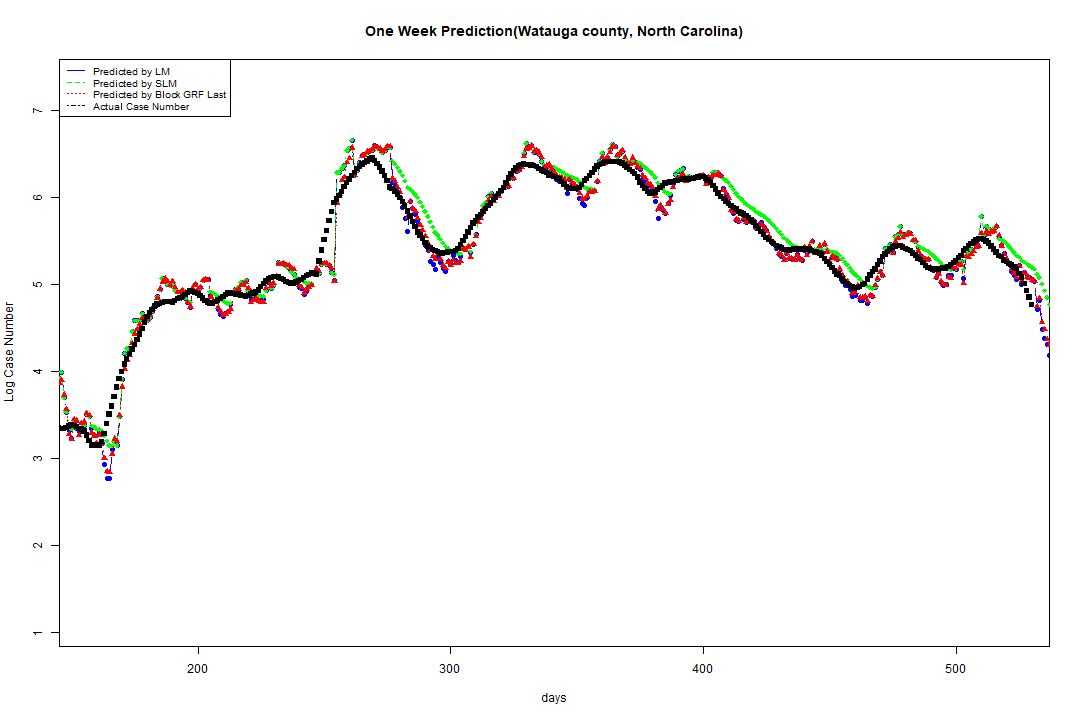 One Week Prediction(Watauga county, North Carolina)
Predicted by LM
Predicted by SLM
Predicted by Block GRF Last
Actual Case Number
7
6
5
4
3
2
1
Log Case Number
200 300 400 500
days